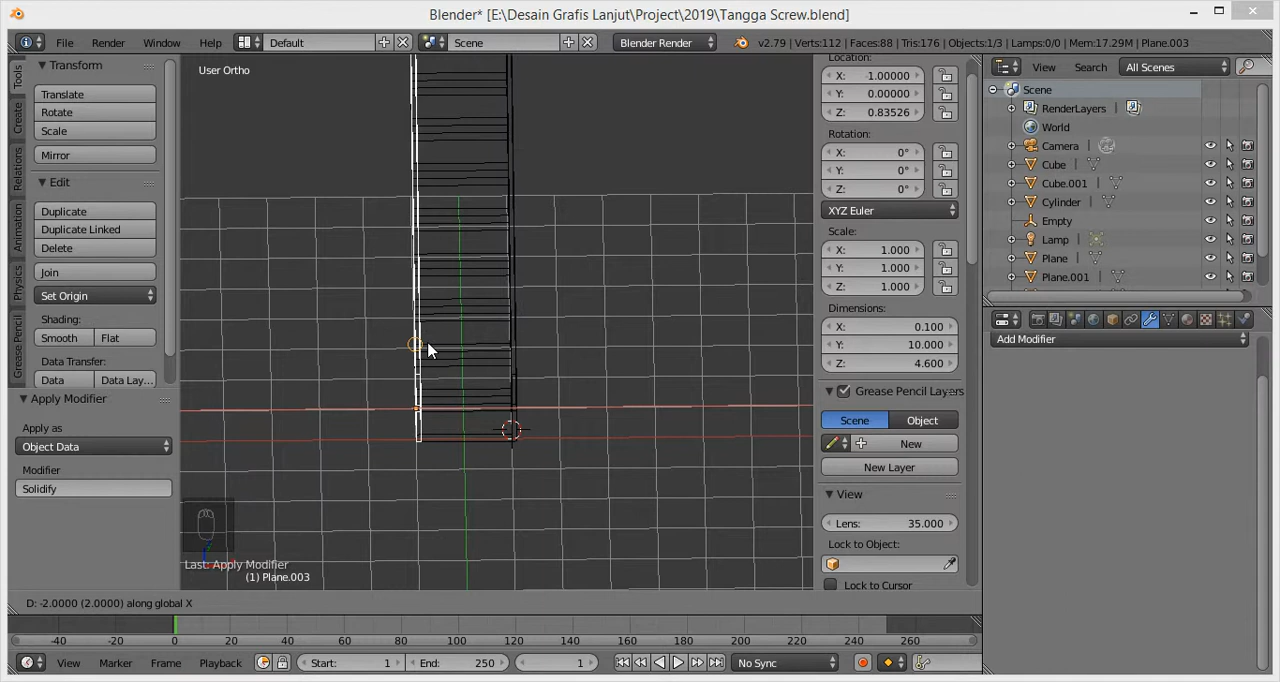 Blender* [E:\Desain Grafis Lanjut\Project\2019\Tangga Screw.blend]
File Render Window Help Default Scene Blender Render v2.79 | Verts:112 | Faces:88 | Tris:176 | Objects:1/3 | Lamps:0/0 | Mem:17.29M | Plane.003
Tools
Create
Relations
Animation
Physics
Grease Pencil
Transform
Translate
Rotate
Scale
Mirror
Edit
Duplicate
Duplicate Linked
Delete
Join
Set Origin
Shading:
Smooth Flat
Data Transfer:
Data Data Lay...
Apply Modifier
Apply as
Object Data
Modifier
Solidify
User Ortho
Last: Apply Modifier
(1) Plane.003
D: -2.0000 (2.0000) along global X
Location:
X: -1.00000
Y: 0.00000
Z: 0.83526
Rotation:
X: 0°
Y: 0°
Z: 0°
XYZ Euler
Scale:
X: 1.000
Y: 1.000
Z: 1.000
Dimensions:
X: 0.100
Y: 10.000
Z: 4.600
Grease Pencil Layers
Scene Object
New
New Layer
View
Lens: 35.000
Lock to Object:
Lock to Cursor
View Search All Scenes
Scene
RenderLayers
World
Camera
Cube
Cube.001
Cylinder
Empty
Lamp
Plane
Plane.001
Add Modifier
-40 -20 0 20 40 60 80 100 120 140 160 180 200 220 240 260
View Marker Frame Playback Start: 1 End: 250 1 No Sync